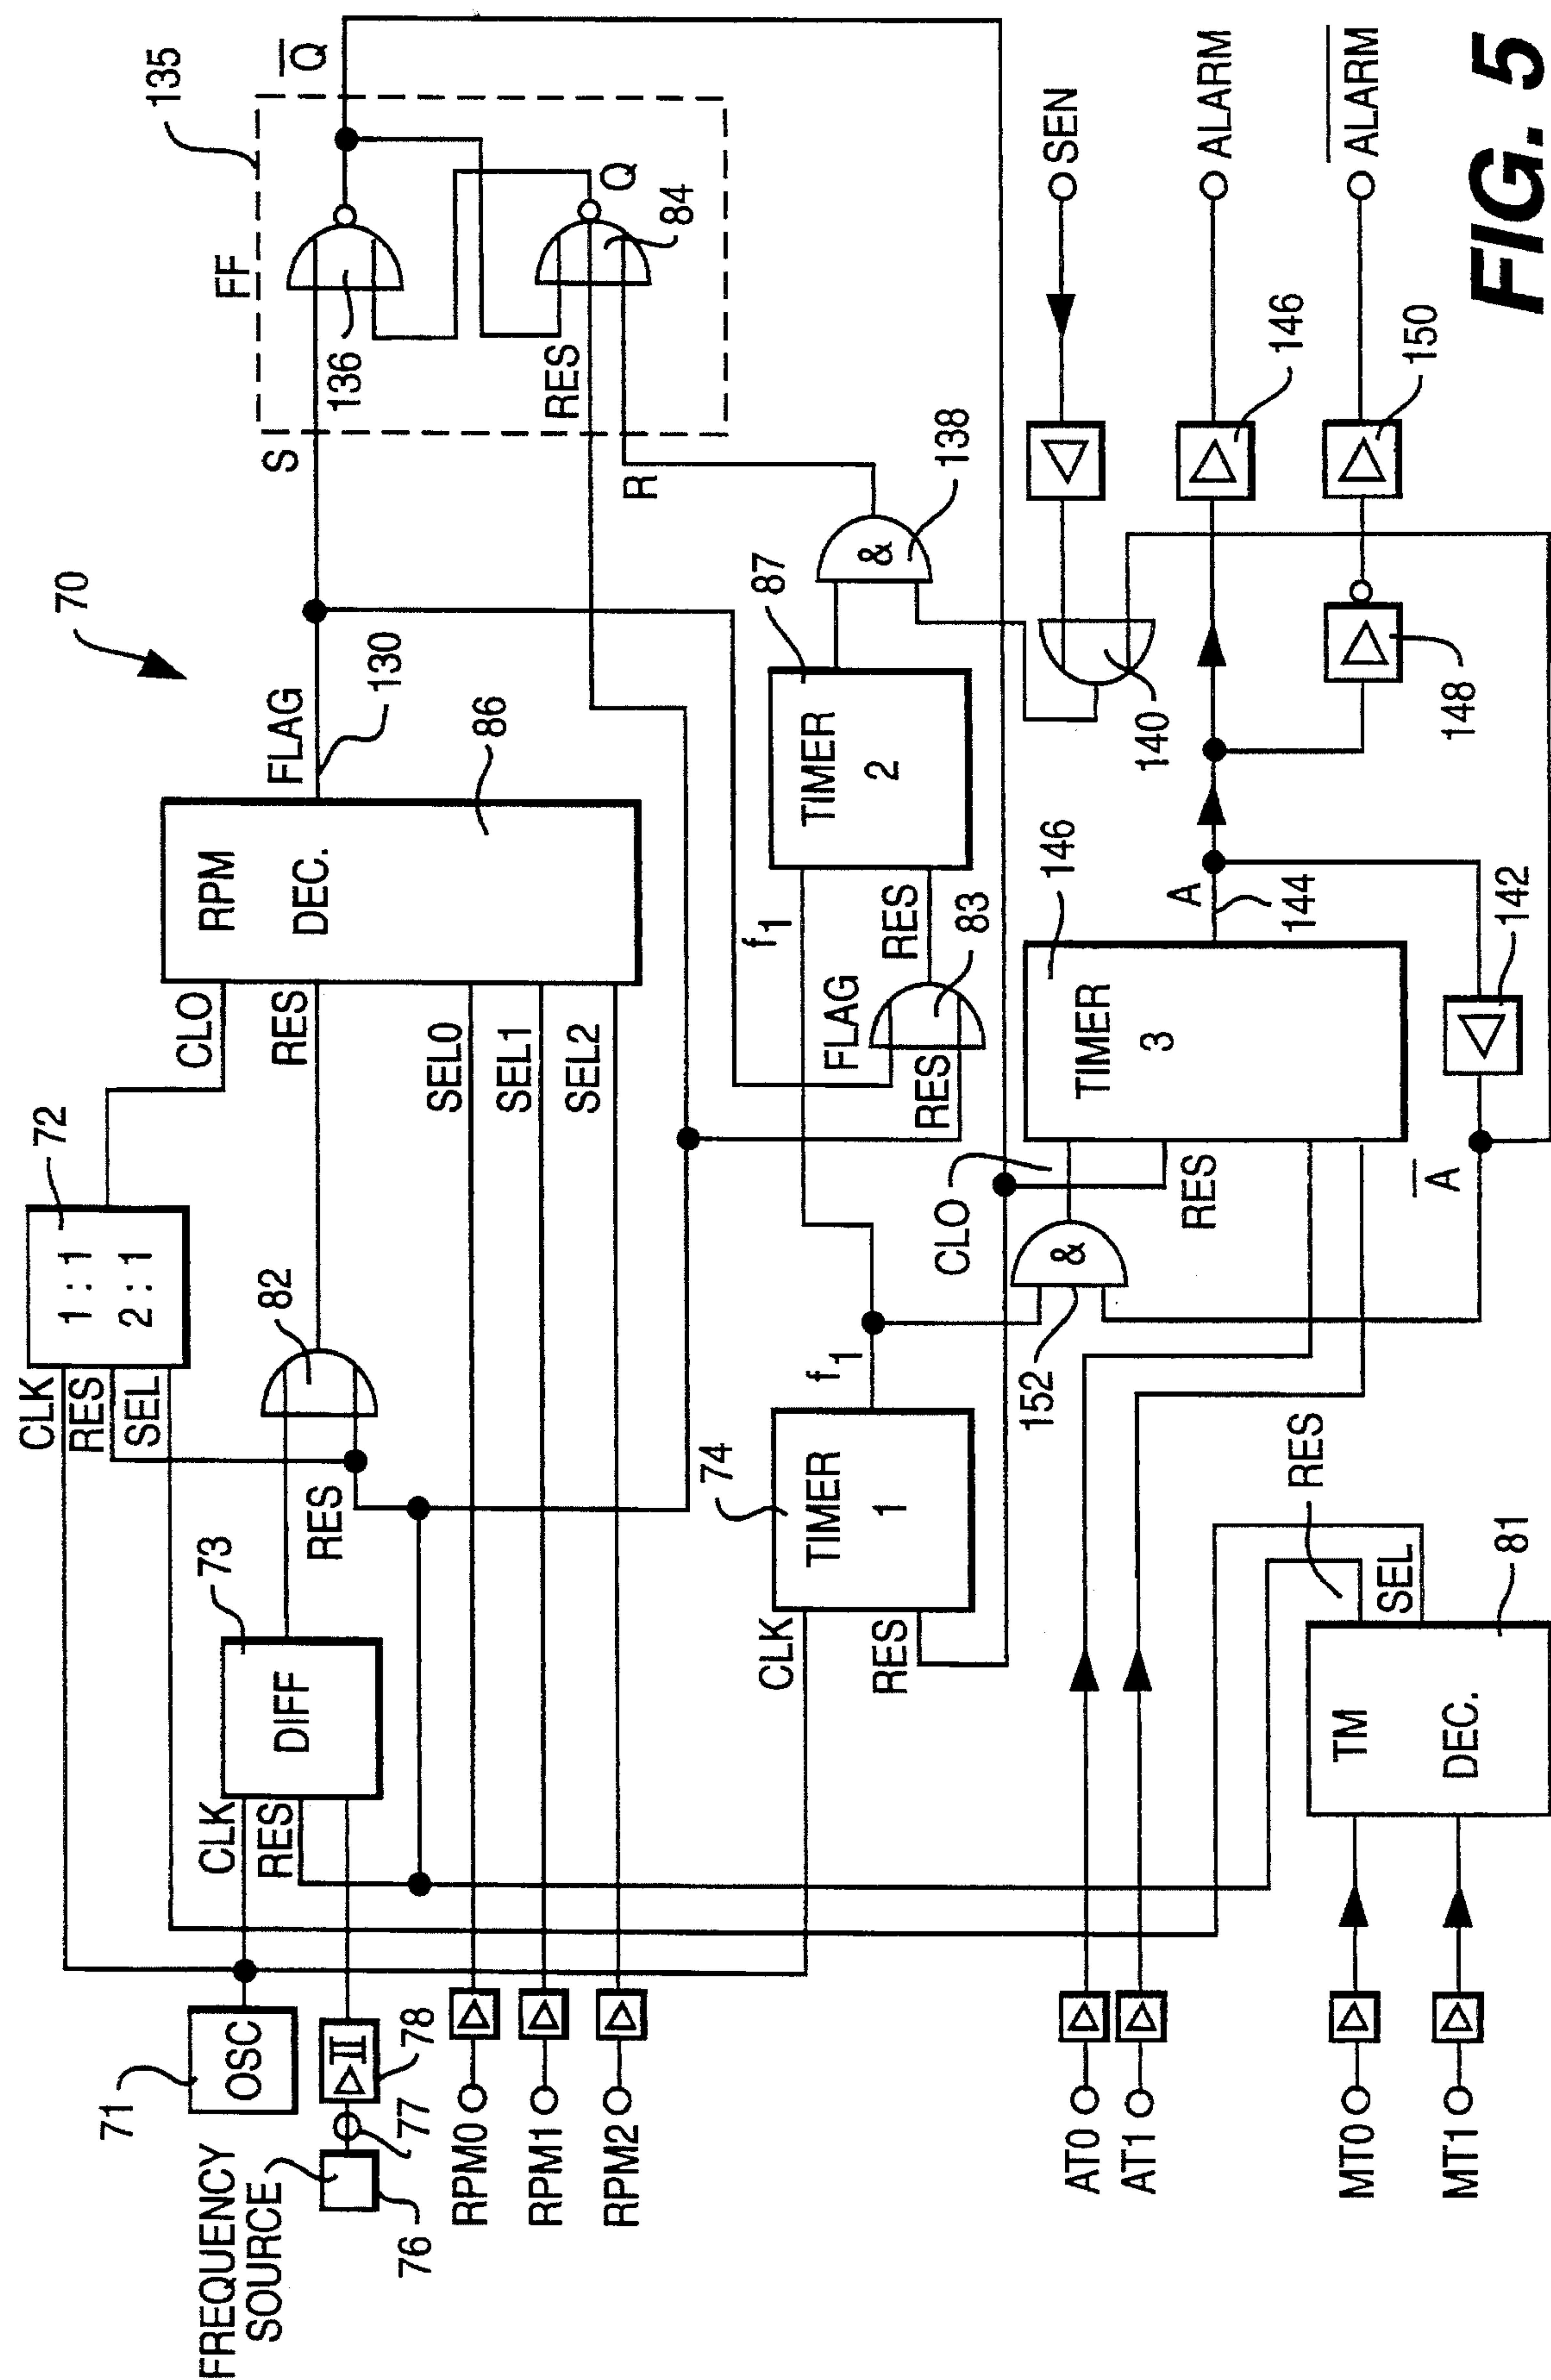 70
72
1 : 1
2 : 1
CLK
RES
SEL
CLO
RES
RPM
DEC.
86
FLAG
130
S
FF
135
136
Q
Q
84
RES
R
71
OSC
CLK
RES
DIFF
73
82
RES
FREQUENCY
SOURCE
76
77
78
RPM0
RPM1
RPM2
SEL0
SEL1
SEL2
CLK
RES
TIMER
1
74
f1
f1
FLAG
RES
RES
83
TIMER
2
87
&
138
140
SEN
AT0
AT1
152
&
CLO
RES
TIMER
3
146
A
144
142
A
146
ALARM
148
150
ALARM
MT0
MT1
TM
DEC.
RES
SEL
81
FIG. 5